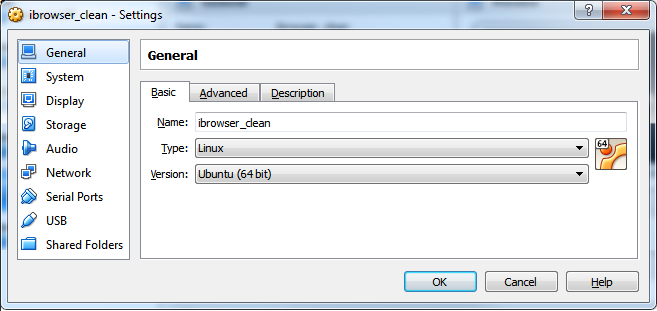 ibrowser_clean - Settings
General
System
Display
Storage
Audio
Network
Serial Ports
USB
Shared Folders
General
Basic
Advanced
Description
Name: ibrowser_clean
Type: Linux
64
Version: Ubuntu (64 bit)
OK
Cancel
Help